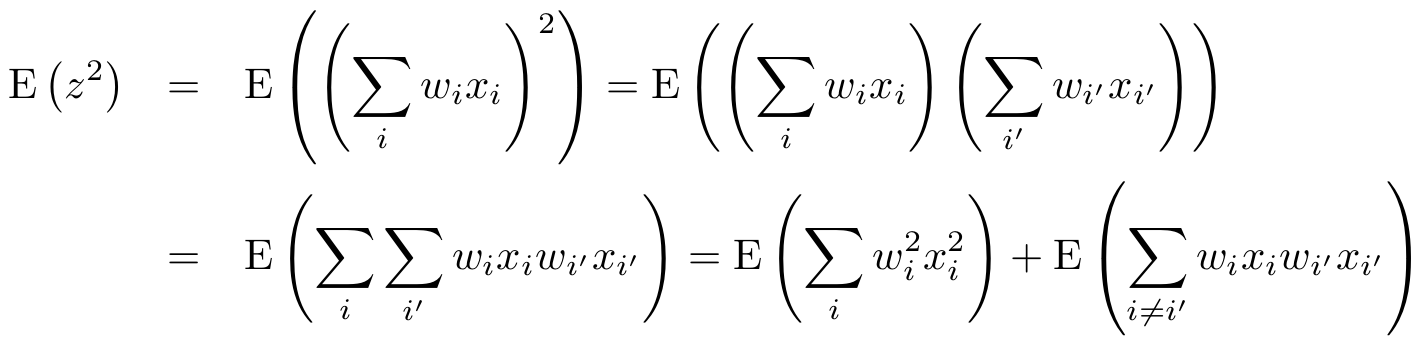 E(z²) = E((∑_i w_i x_i)²) = E((∑_i w_i x_i)(∑_{i′} w_{i′} x_{i′}))
= E(∑_i ∑_{i′} w_i x_i w_{i′} x_{i′}) = E(∑_i w_i² x_i²) + E(∑_{i≠i′} w_i x_i w_{i′} x_{i′})